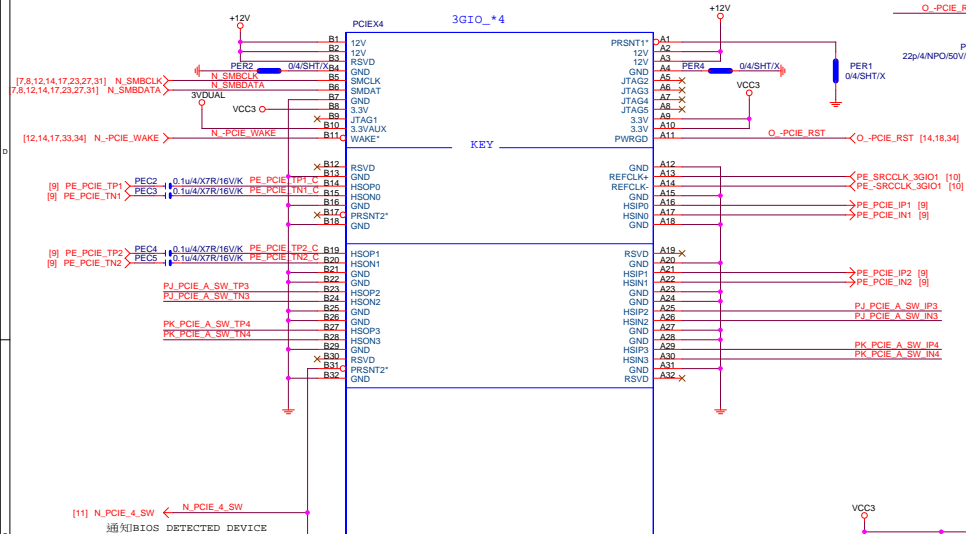 +12V
3GIO_*4
+12V
O_-PCIE_R
PCIEX4
B1 12V
B2 12V
B3 RSVD
PER2 0/4/SHT/X B4 GND
[7,8,12,14,17,23,27,31] N_SMBCLK N_SMBCLK B5 SMCLK
7,8,12,14,17,23,27,31] N_SMBDATA N_SMBDATA B6 SMDAT
3VDUAL B7 GND
VCC3 B8 3.3V
B9 JTAG1
B10 3.3VAUX
[12,14,17,33,34] N_-PCIE_WAKE N_-PCIE_WAKE B11 WAKE*
PRSNT1* A1
12V A2
12V A3
GND A4 PER4 0/4/SHT/X
JTAG2 A5
JTAG3 A6
JTAG4 A7
JTAG5 A8
3.3V A9
3.3V A10
PWRGD A11 O_-PCIE_RST O_-PCIE_RST [14,18,34]
VCC3
PER1
0/4/SHT/X
P
22p/4/NPO/50V/
KEY
D
B12 RSVD
B13 GND
[9] PE_PCIE_TP1 PEC2 0.1u/4/X7R/16V/K PE_PCIE_TP1_C B14 HSOP0
[9] PE_PCIE_TN1 PEC3 0.1u/4/X7R/16V/K PE_PCIE_TN1_C B15 HSON0
B16 GND
B17 PRSNT2*
B18 GND
GND A12
REFCLK+ A13 PE_SRCCLK_3GIO1 [10]
REFCLK- A14 PE_-SRCCLK_3GIO1 [10]
GND A15
HSIP0 A16 PE_PCIE_IP1 [9]
HSIN0 A17 PE_PCIE_IN1 [9]
GND A18
[9] PE_PCIE_TP2 PEC4 0.1u/4/X7R/16V/K PE_PCIE_TP2_C B19 HSOP1
[9] PE_PCIE_TN2 PEC5 0.1u/4/X7R/16V/K PE_PCIE_TN2_C B20 HSON1
B21 GND
B22 GND
PJ_PCIE_A_SW_TP3 B23 HSOP2
PJ_PCIE_A_SW_TN3 B24 HSON2
B25 GND
B26 GND
PK_PCIE_A_SW_TP4 B27 HSOP3
PK_PCIE_A_SW_TN4 B28 HSON3
B29 GND
B30 RSVD
B31 PRSNT2*
B32 GND
RSVD A19
GND A20
HSIP1 A21 PE_PCIE_IP2 [9]
HSIN1 A22 PE_PCIE_IN2 [9]
GND A23
GND A24
HSIP2 A25 PJ_PCIE_A_SW_IP3
HSIN2 A26 PJ_PCIE_A_SW_IN3
GND A27
GND A28
HSIP3 A29 PK_PCIE_A_SW_IP4
HSIN3 A30 PK_PCIE_A_SW_IN4
GND A31
RSVD A32
[11] N_PCIE_4_SW N_PCIE_4_SW
通知BIOS DETECTED DEVICE
VCC3